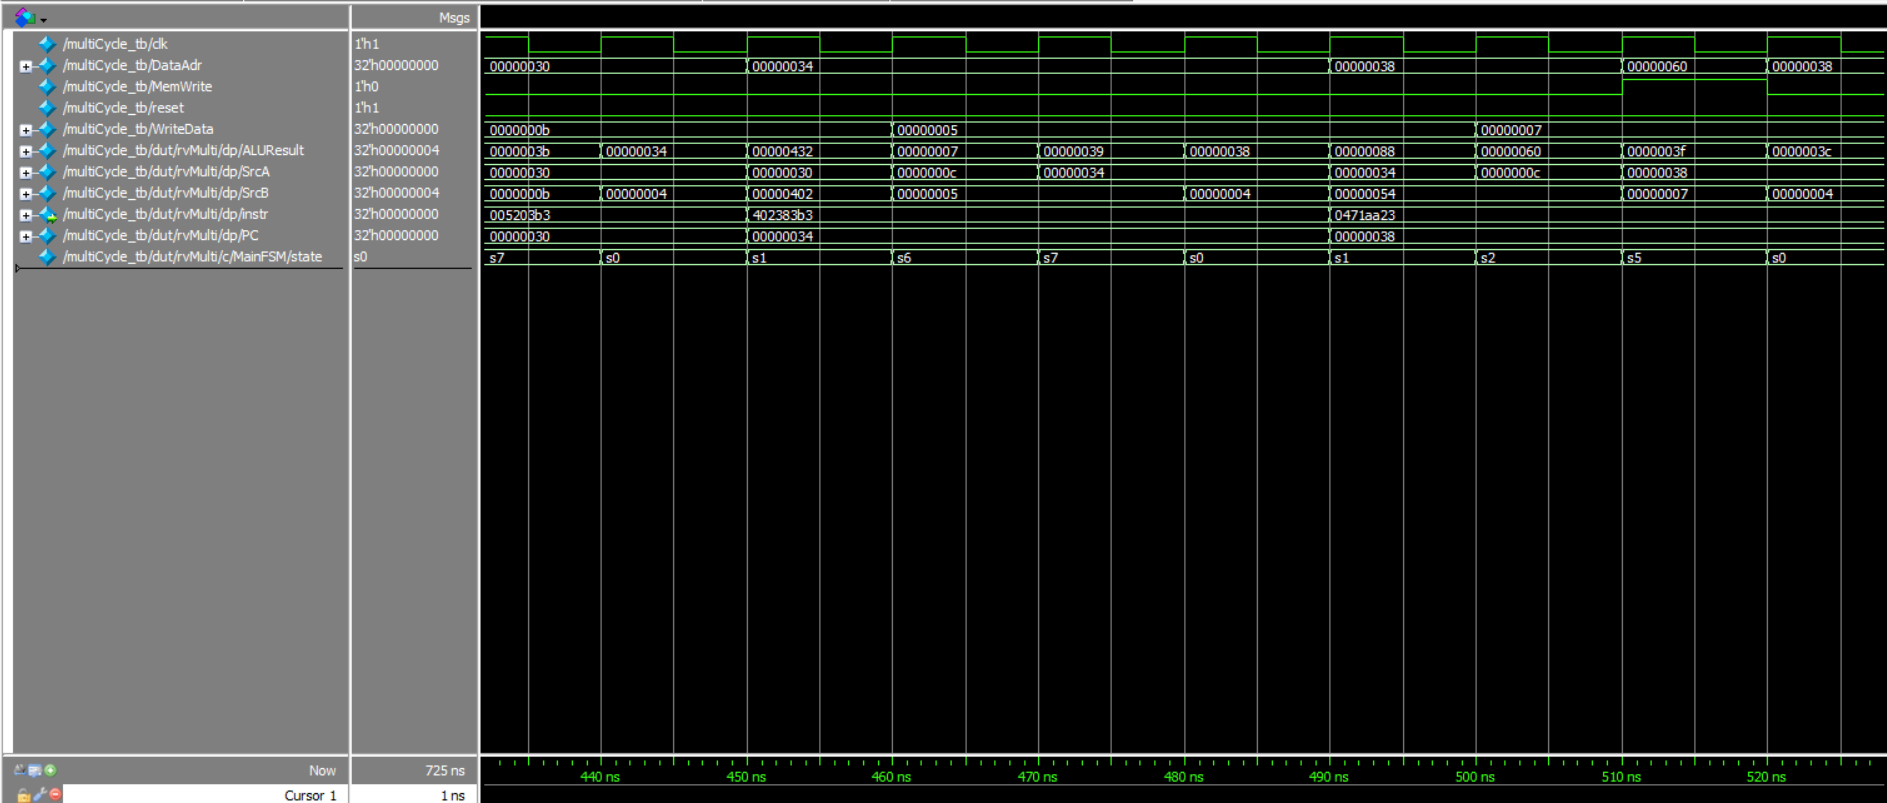 Msgs
/multiCycle_tb/clk 1'h1
/multiCycle_tb/DataAdr 32'h00000000 00000030 00000034 00000038 00000060 00000038
/multiCycle_tb/MemWrite 1'h0
/multiCycle_tb/reset 1'h1
/multiCycle_tb/WriteData 32'h00000000 0000000b 00000005 00000007
/multiCycle_tb/dut/rvMulti/dp/ALUResult 32'h00000004 0000003b 00000034 00000432 00000007 00000039 00000038 00000088 00000060 0000003f 0000003c
/multiCycle_tb/dut/rvMulti/dp/SrcA 32'h00000000 00000030 00000030 0000000c 00000034 00000034 0000000c 00000038
/multiCycle_tb/dut/rvMulti/dp/SrcB 32'h00000004 0000000b 00000004 00000402 00000005 00000004 00000054 00000007 00000004
/multiCycle_tb/dut/rvMulti/dp/instr 32'h00000000 005203b3 402383b3 0471aa23
/multiCycle_tb/dut/rvMulti/dp/PC 32'h00000000 00000030 00000034 00000038
/multiCycle_tb/dut/rvMulti/c/MainFSM/state s0 s7 s0 s1 s6 s7 s0 s1 s2 s5 s0
Now 725 ns 440 ns 450 ns 460 ns 470 ns 480 ns 490 ns 500 ns 510 ns 520 ns
Cursor 1 1 ns